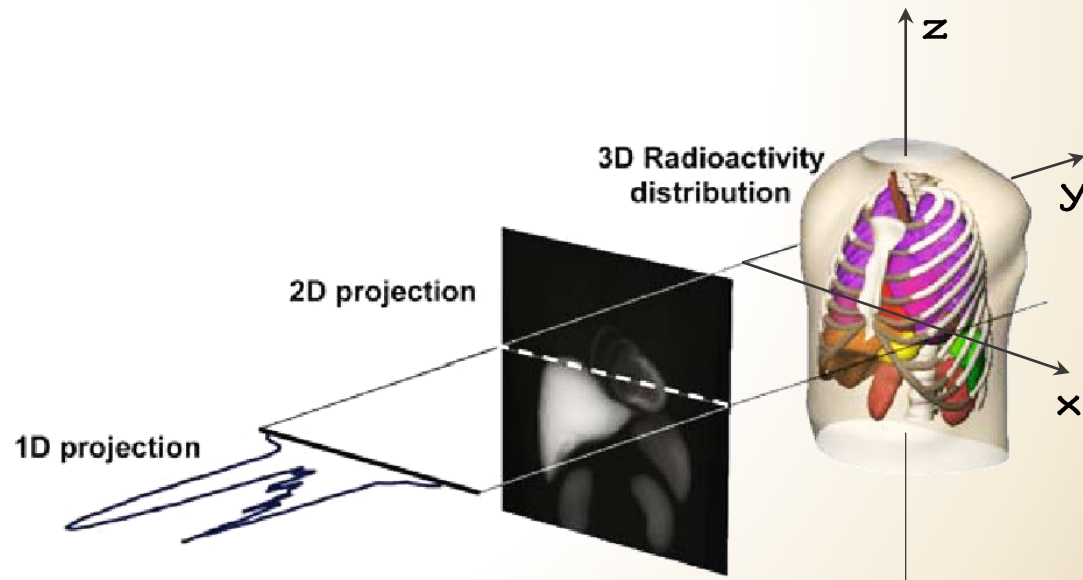 z
3D Radioactivity
distribution
y
2D projection
x
1D projection